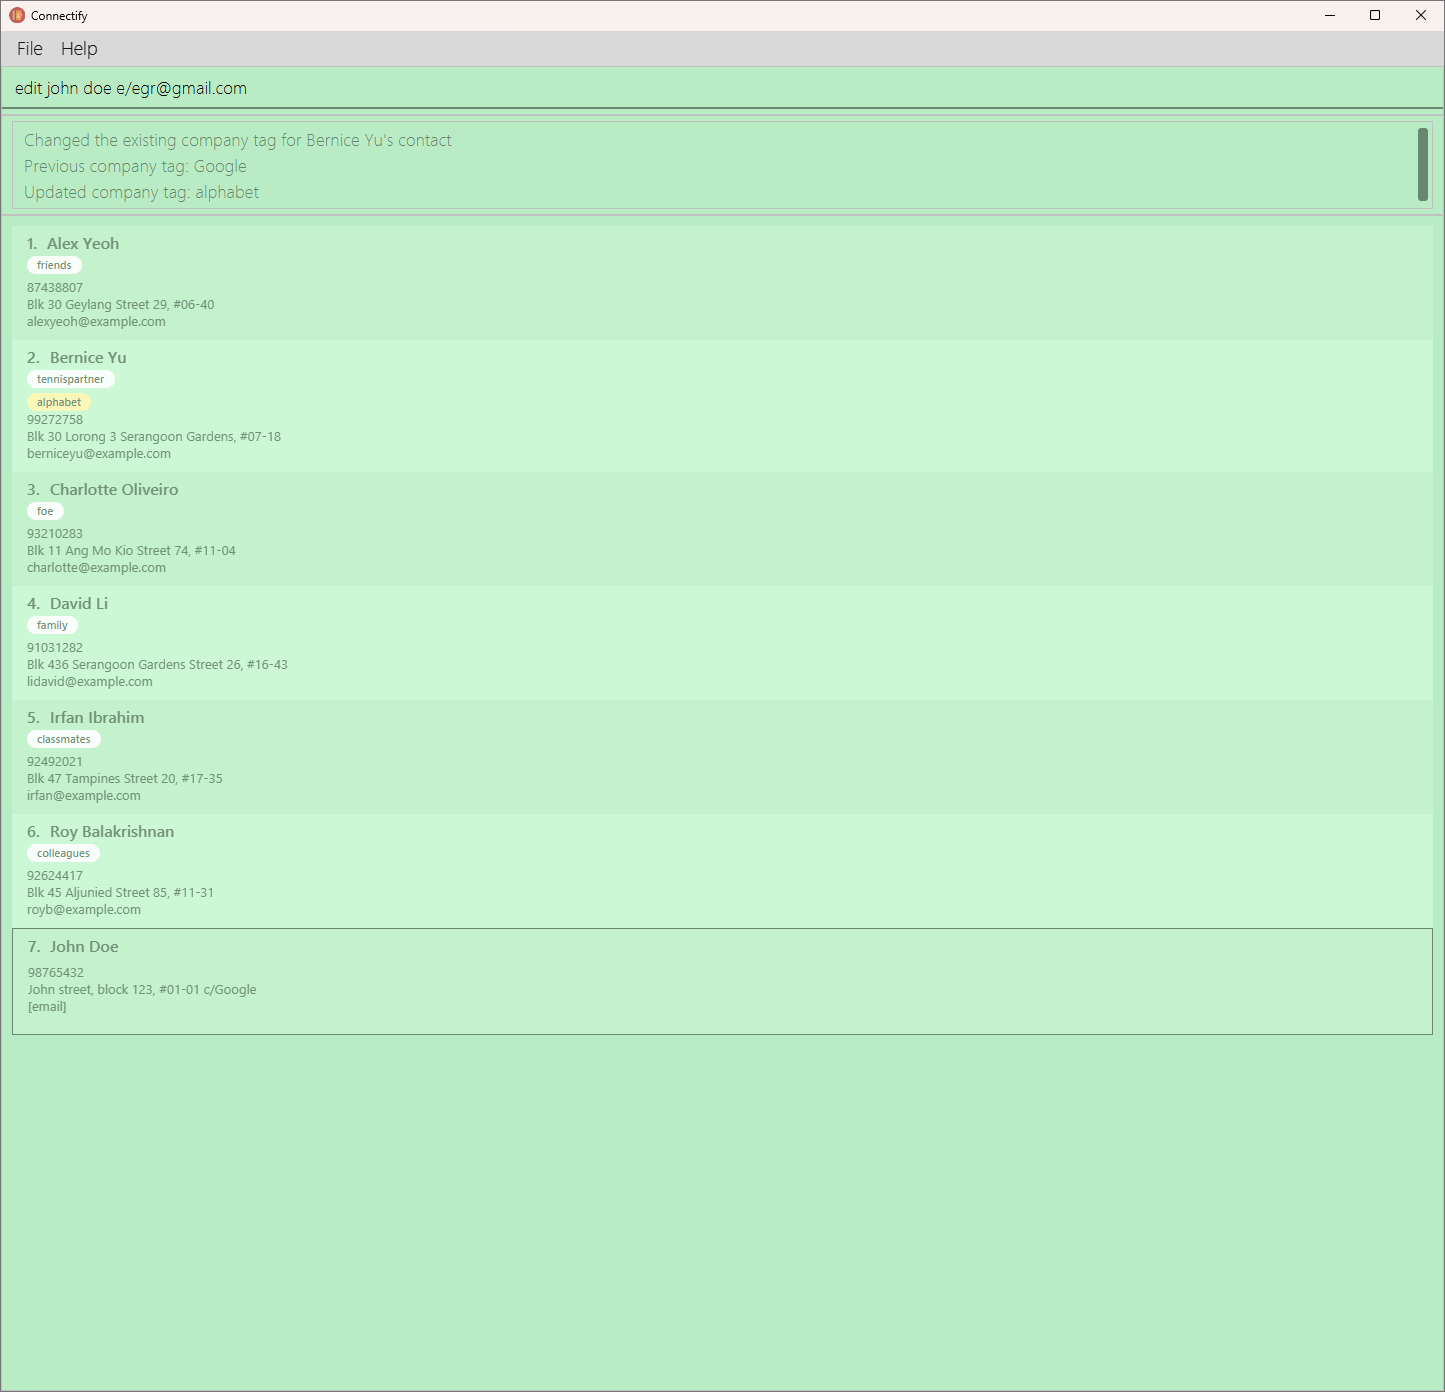 Connectify
File Help
edit john doe e/egr@gmail.com
Changed the existing company tag for Bernice Yu's contact
Previous company tag: Google
Updated company tag: alphabet
1. Alex Yeoh
friends
87438807
Blk 30 Geylang Street 29, #06-40
alexyeoh@example.com
2. Bernice Yu
tennispartner
alphabet
99272758
Blk 30 Lorong 3 Serangoon Gardens, #07-18
berniceyu@example.com
3. Charlotte Oliveiro
foe
93210283
Blk 11 Ang Mo Kio Street 74, #11-04
charlotte@example.com
4. David Li
family
91031282
Blk 436 Serangoon Gardens Street 26, #16-43
lidavid@example.com
5. Irfan Ibrahim
classmates
92492021
Blk 47 Tampines Street 20, #17-35
irfan@example.com
6. Roy Balakrishnan
colleagues
92624417
Blk 45 Aljunied Street 85, #11-31
royb@example.com
7. John Doe
98765432
John street, block 123, #01-01 c/Google
[email]